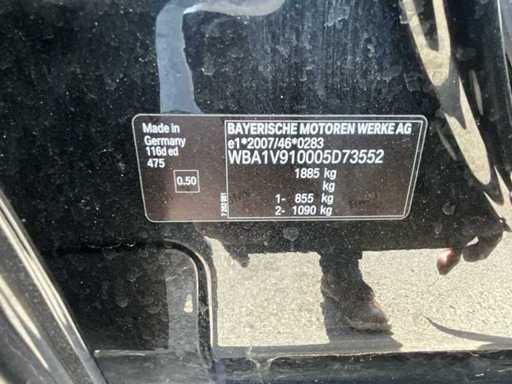 Made in
Germany
116d ed
475
0.50
BAYERISCHE MOTOREN WERKE AG
e1*2007/46*0283
WBA1V910005D73552
1885 kg
kg
1- 855 kg
2- 1090 kg